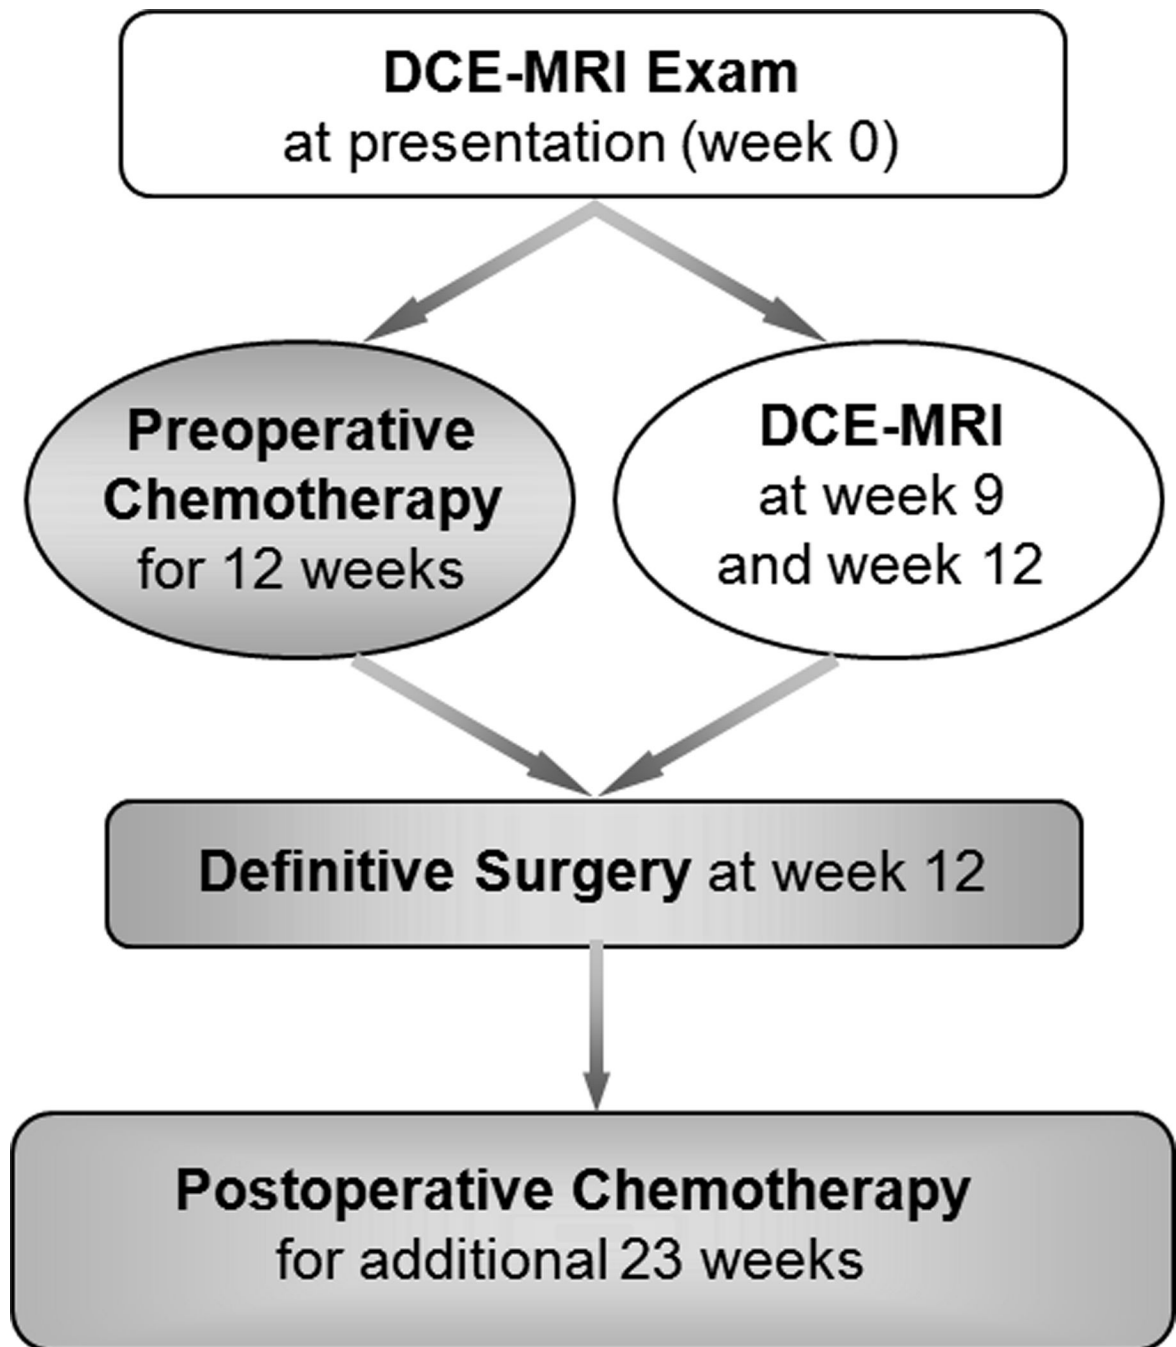 DCE-MRI Exam
at presentation (week 0)
Preoperative
Chemotherapy
for 12 weeks
DCE-MRI
at week 9
and week 12
Definitive Surgery at week 12
Postoperative Chemotherapy
for additional 23 weeks